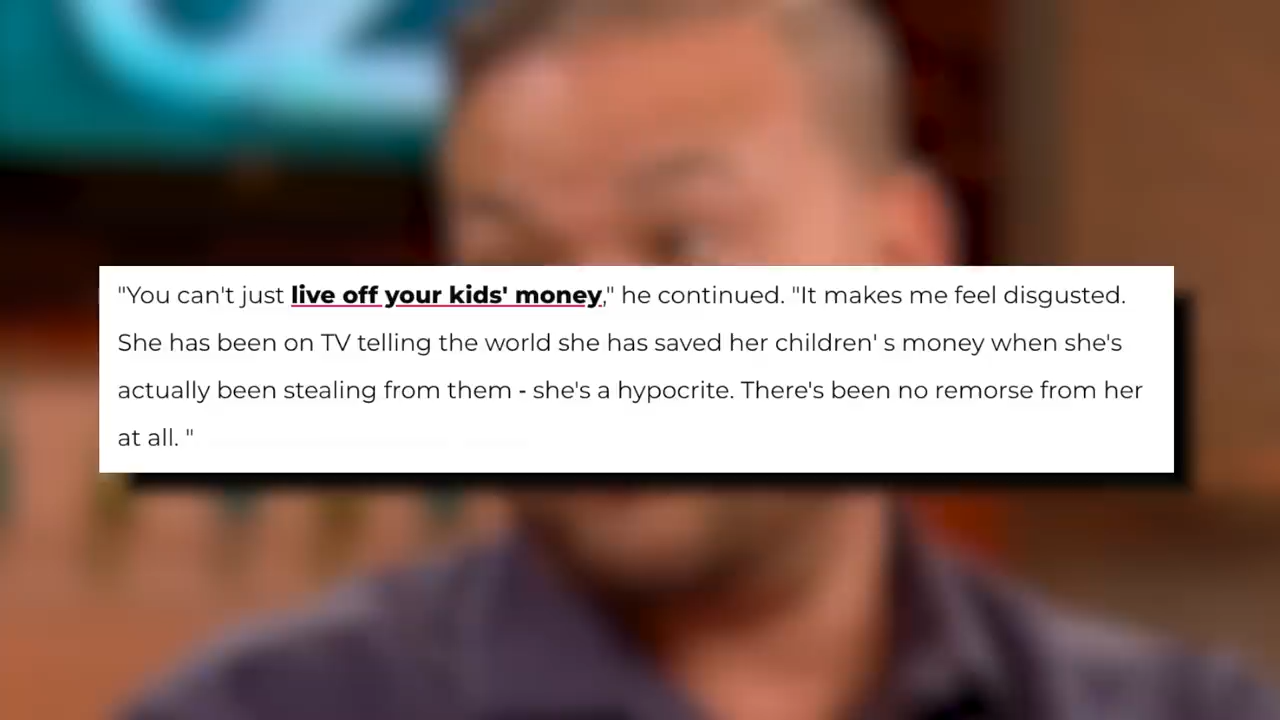 "You can't just live off your kids' money," he continued. "It makes me feel disgusted.
She has been on TV telling the world she has saved her children' s money when she's
actually been stealing from them - she's a hypocrite. There's been no remorse from her
at all. "